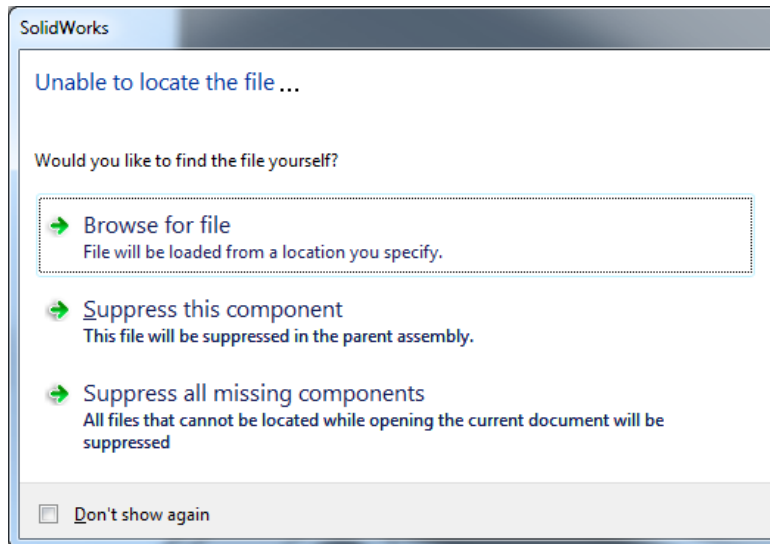 SolidWorks
Unable to locate the file ...
Would you like to find the file yourself?
Browse for file
File will be loaded from a location you specify.
Suppress this component
This file will be suppressed in the parent assembly.
Suppress all missing components
All files that cannot be located while opening the current document will be
suppressed
Don't show again